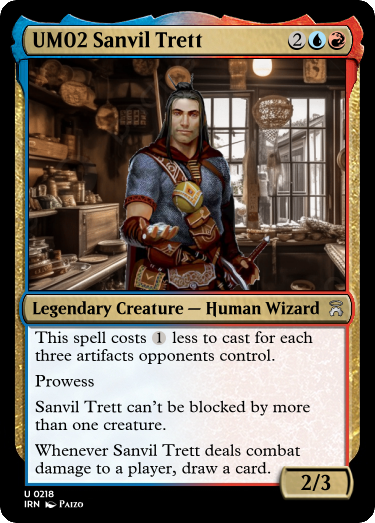 UM02 Sanvil Trett 2
Legendary Creature — Human Wizard
This spell costs 1 less to cast for each
three artifacts opponents control.
Prowess
Sanvil Trett can't be blocked by more
than one creature.
Whenever Sanvil Trett deals combat
damage to a player, draw a card.
2/3
U 0218
IRN Paizo